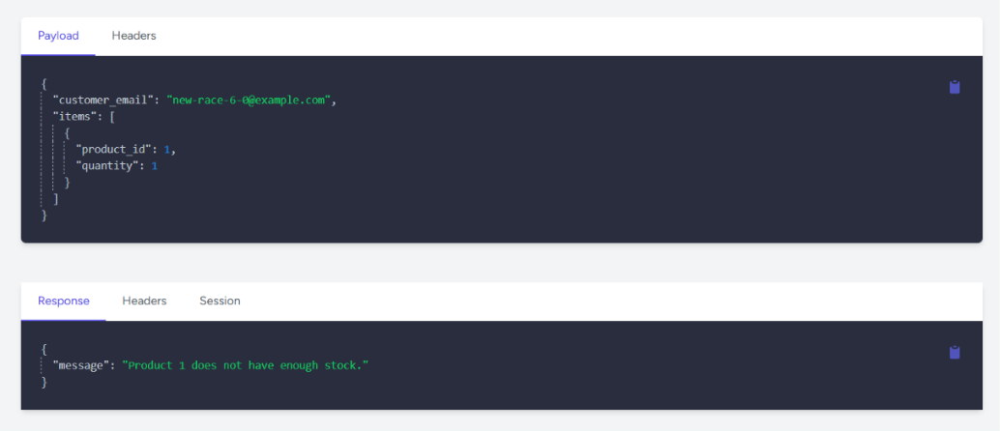 Payload Headers
{
"customer_email": "new-race-6-0@example.com",
"items": [
{
"product_id": 1,
"quantity": 1
}
]
}
Response Headers Session
{
"message": "Product 1 does not have enough stock."
}